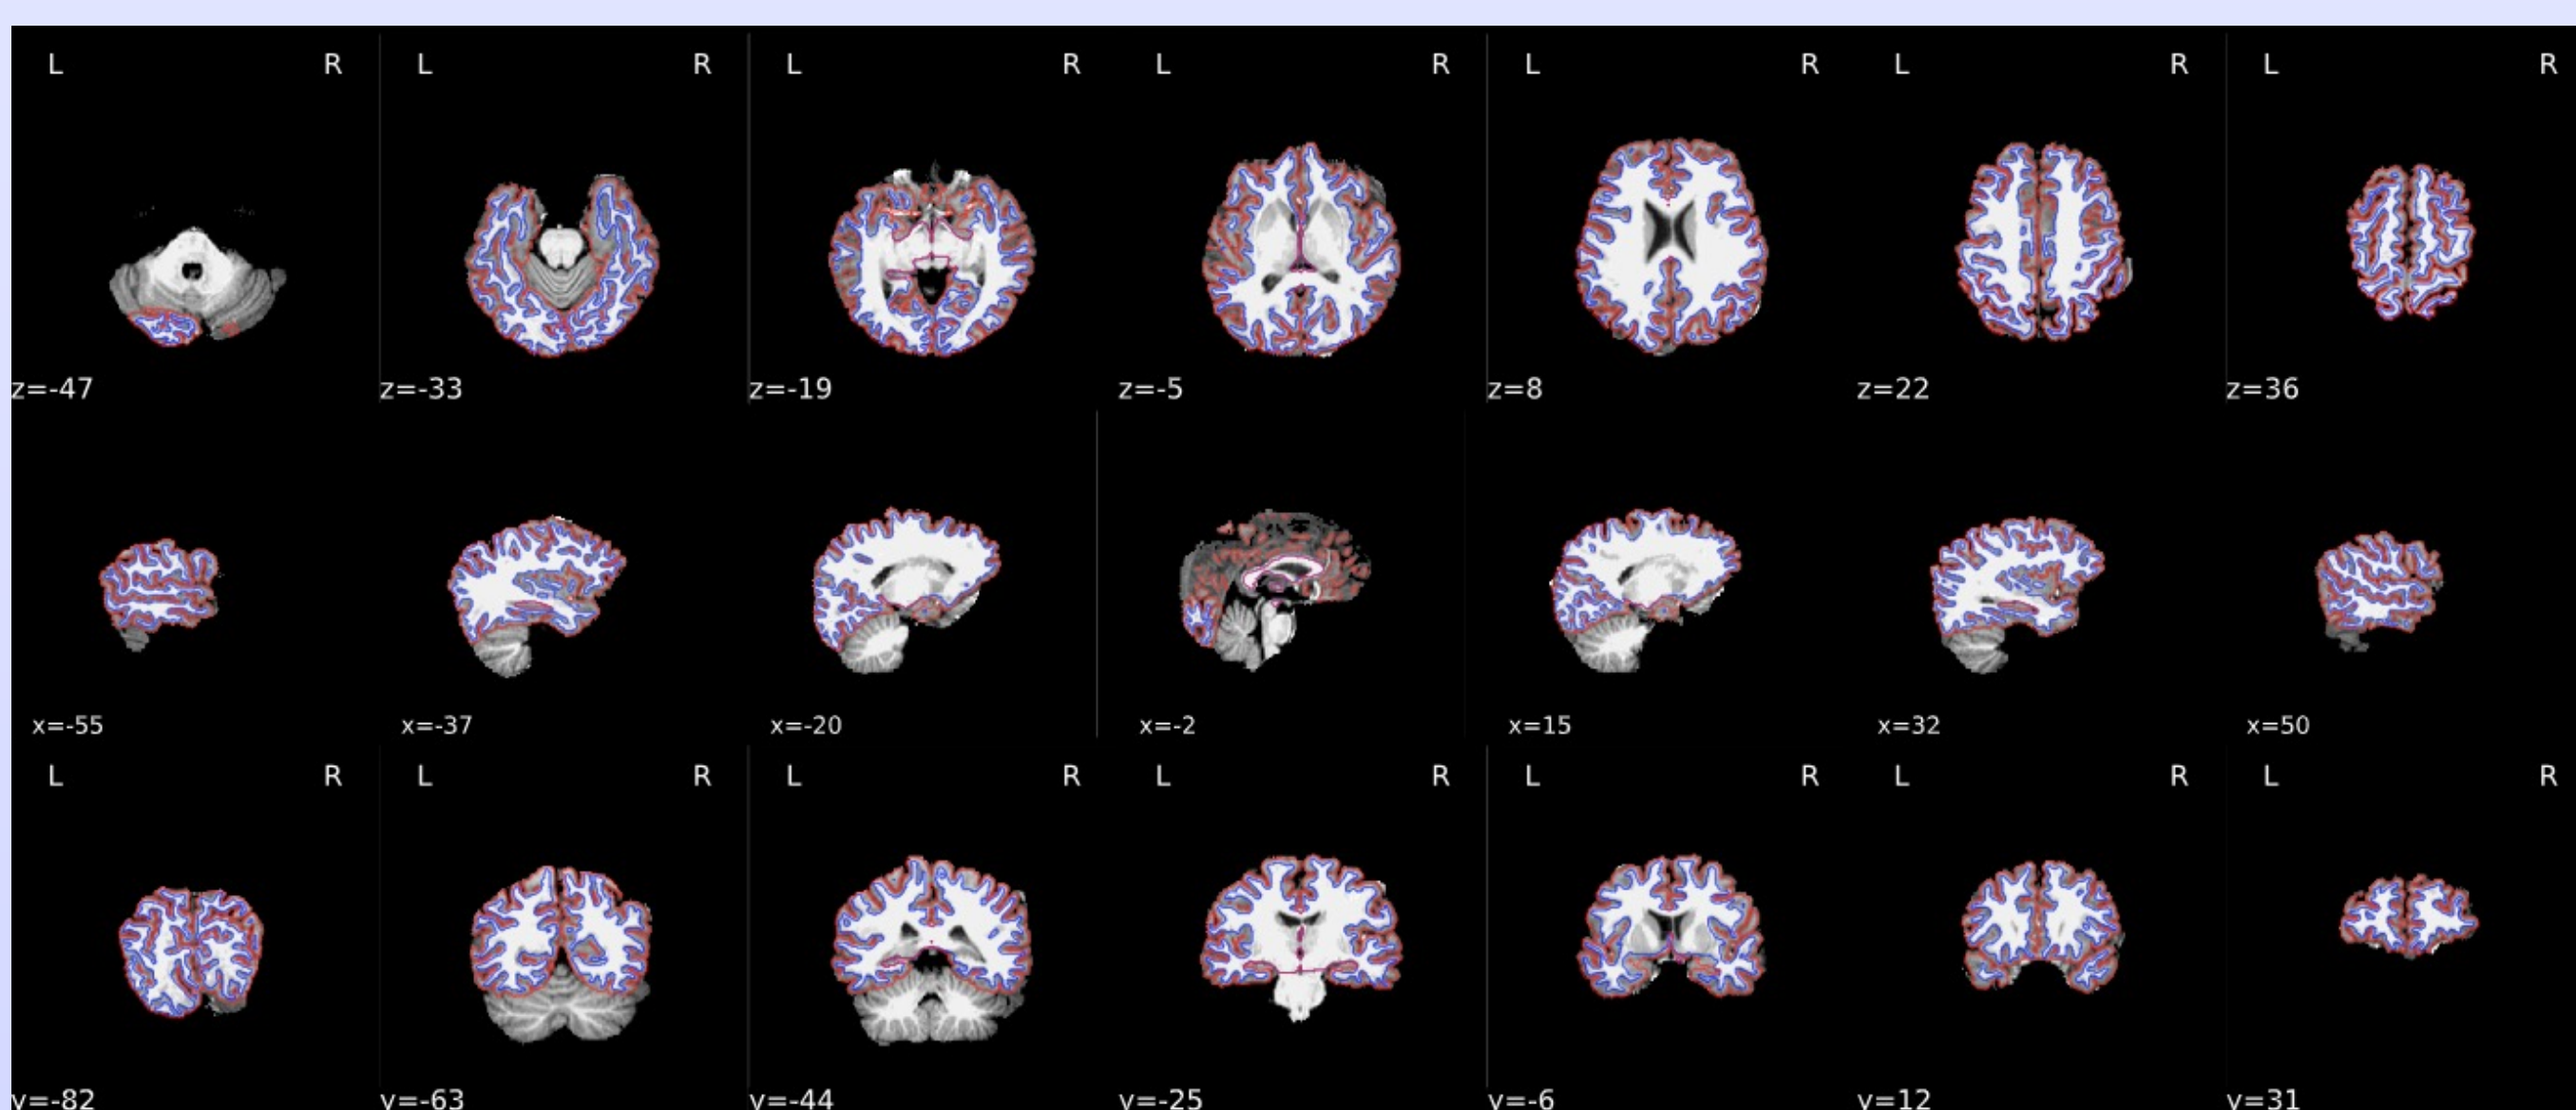 L R L R L R L R L R L R L R
z=-47 z=-33 z=-19 z=-5 z=8 z=22 z=36
x=-55 x=-37 x=-20 x=-2 x=15 x=32 x=50
L R L R L R L R L R L R L R
y=-82 y=-63 y=-44 y=-25 y=-6 y=12 y=31